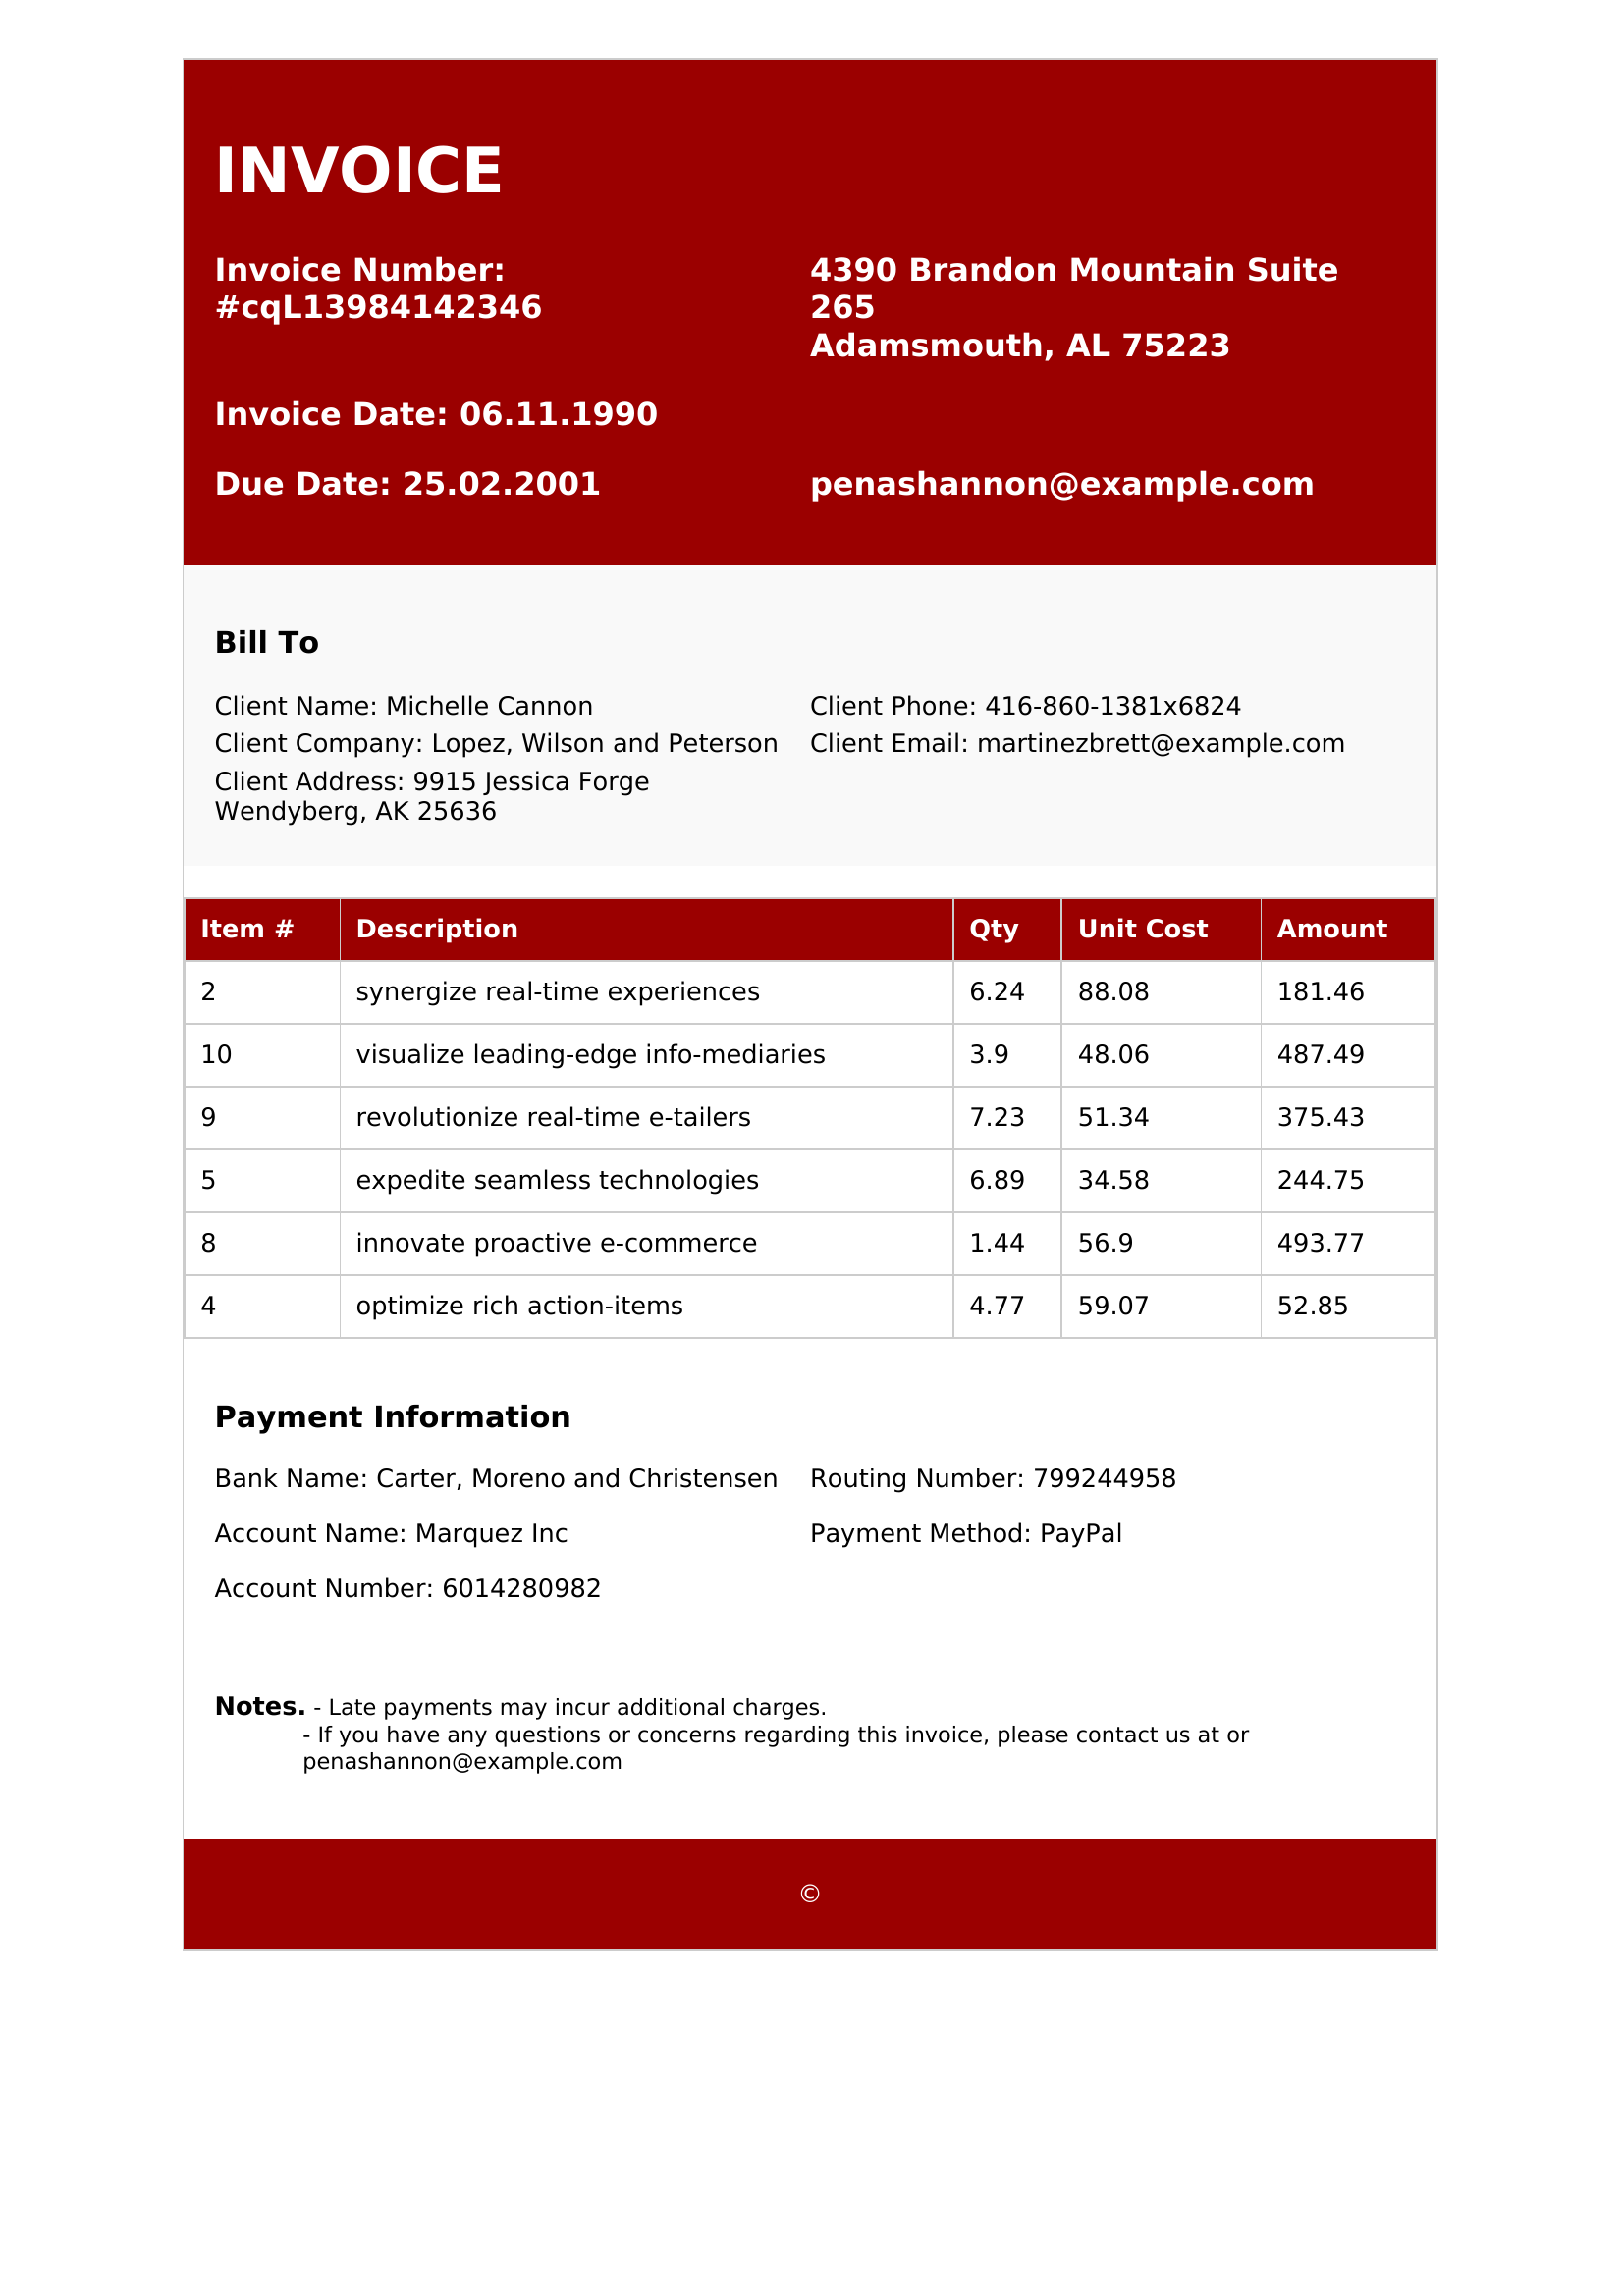 INVOICE
Invoice Number:
#cqL13984142346
4390 Brandon Mountain Suite
265
Adamsmouth, AL 75223
Invoice Date: 06.11.1990
Due Date: 25.02.2001
penashannon@example.com
Bill To
Client Name: Michelle Cannon
Client Phone: 416-860-1381x6824
Client Company: Lopez, Wilson and Peterson
Client Email: martinezbrett@example.com
Client Address: 9915 Jessica Forge
Wendyberg, AK 25636
Item # Description Qty Unit Cost Amount
2 synergize real-time experiences 6.24 88.08 181.46
10 visualize leading-edge info-mediaries 3.9 48.06 487.49
9 revolutionize real-time e-tailers 7.23 51.34 375.43
5 expedite seamless technologies 6.89 34.58 244.75
8 innovate proactive e-commerce 1.44 56.9 493.77
4 optimize rich action-items 4.77 59.07 52.85
Payment Information
Bank Name: Carter, Moreno and Christensen
Routing Number: 799244958
Account Name: Marquez Inc
Payment Method: PayPal
Account Number: 6014280982
Notes. - Late payments may incur additional charges.
- If you have any questions or concerns regarding this invoice, please contact us at or
penashannon@example.com
©